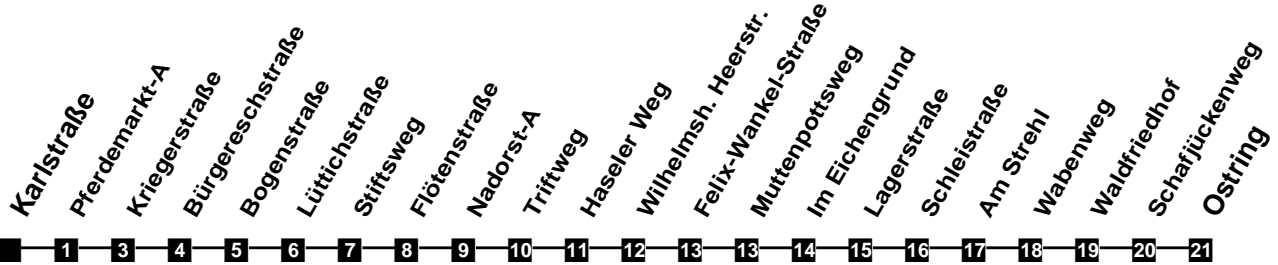 Karlstraße
Pferdemarkt-A
Kriegerstraße
Bürgereschstraße
Bogenstraße
Lüttichstraße
Stiftsweg
Flötenstraße
Nadorst-A
Triftweg
Haseler Weg
Wilhelmsh. Heerstr.
Felix-Wankel-Straße
Muttenpottsweg
Im Eichengrund
Lagerstraße
Schleistraße
Am Strehl
Wabenweg
Waldfriedhof
Schafjückenweg
Ostring
1 3 4 5 6 7 8 9 10 11 12 13 13 14 15 16 17 18 19 20 21